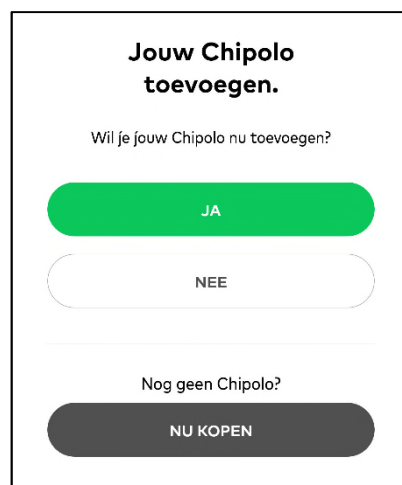 Jouw Chipolo
toevoegen.
Wil je jouw Chipolo nu toevoegen?
JA
NEE
Nog geen Chipolo?
NU KOPEN